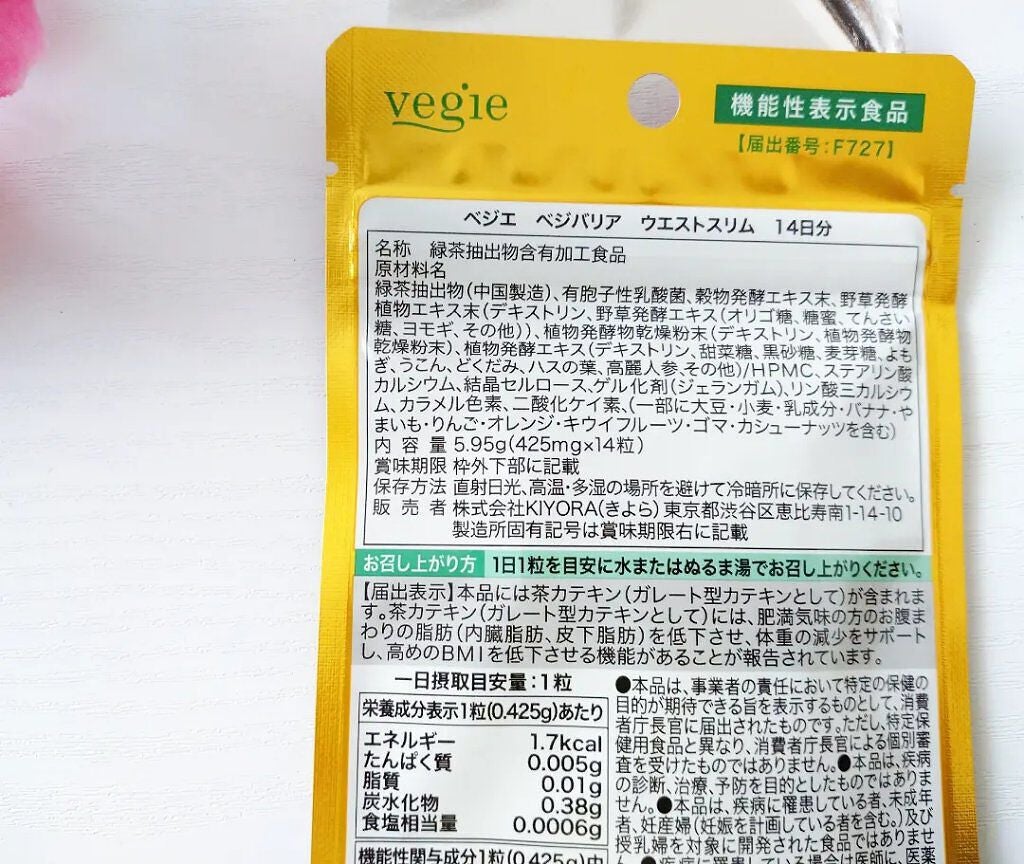 vegie
機能性表示食品
【届出番号:F727】
ベジエ ベジバリア ウエストスリム 14日分
名称 緑茶抽出物含有加工食品
原材料名
緑茶抽出物(中国製造)、有胞子性乳酸菌、穀物発酵エキス末、野草発酵
植物エキス末(デキストリン、野草発酵エキス(オリゴ糖、糖蜜、てんさい
糖、ヨモギ、その他))、植物発酵物乾燥粉末(デキストリン、植物発酵物
乾燥粉末)、植物発酵エキス(デキストリン、甜菜糖、黒砂糖、麦芽糖、よも
ぎ、うこん、どくだみ、ハスの葉、高麗人参、その他)/HPMC、ステアリン酸
カルシウム、結晶セルロース、ゲル化剤(ジェランガム)、リン酸三カルシウ
ム、カラメル色素、二酸化ケイ素、(一部に大豆・小麦・乳成分・バナナ・や
まいも・りんご・オレンジ・キウイフルーツ・ゴマ・カシューナッツを含む)
内容量 5.95g(425mg×14粒)
賞味期限 枠外下部に記載
保存方法 直射日光、高温・多湿の場所を避けて冷暗所に保存してください。
販売者 株式会社KIYORA(きよら)東京都渋谷区恵比寿南1-14-10
製造所固有記号は賞味期限右に記載
お召し上がり方 1日1粒を目安に水またはぬるま湯でお召し上がりください。
【届出表示】本品には茶カテキン(ガレート型カテキンとして)が含まれま
す。茶カテキン(ガレート型カテキンとして)には、肥満気味の方のお腹ま
わりの脂肪(内臓脂肪、皮下脂肪)を低下させ、体重の減少をサポート
し、高めのBMIを低下させる機能があることが報告されています。
一日摂取目安量:1粒
栄養成分表示1粒(0.425g)あたり
エネルギー 1.7kcal
たんぱく質 0.005g
脂質 0.01g
炭水化物 0.38g
食塩相当量 0.0006g
機能性関与成分1粒(0.425g)中
●本品は、事業者の責任において特定の保健の
目的が期待できる旨を表示するものとして、消費
者庁長官に届出されたものです。ただし、特定保
健用食品と異なり、消費者庁長官による個別審
査を受けたものではありません。●本品は、疾病
の診断、治療、予防を目的としたものではありま
せん。●本品は、疾病に罹患している者、未成年
者、妊産婦(妊娠を計画している者を含む。)及び
授乳婦を対象に開発された食品ではありませ
ん。●疾病に罹患している場合は医師に、医薬